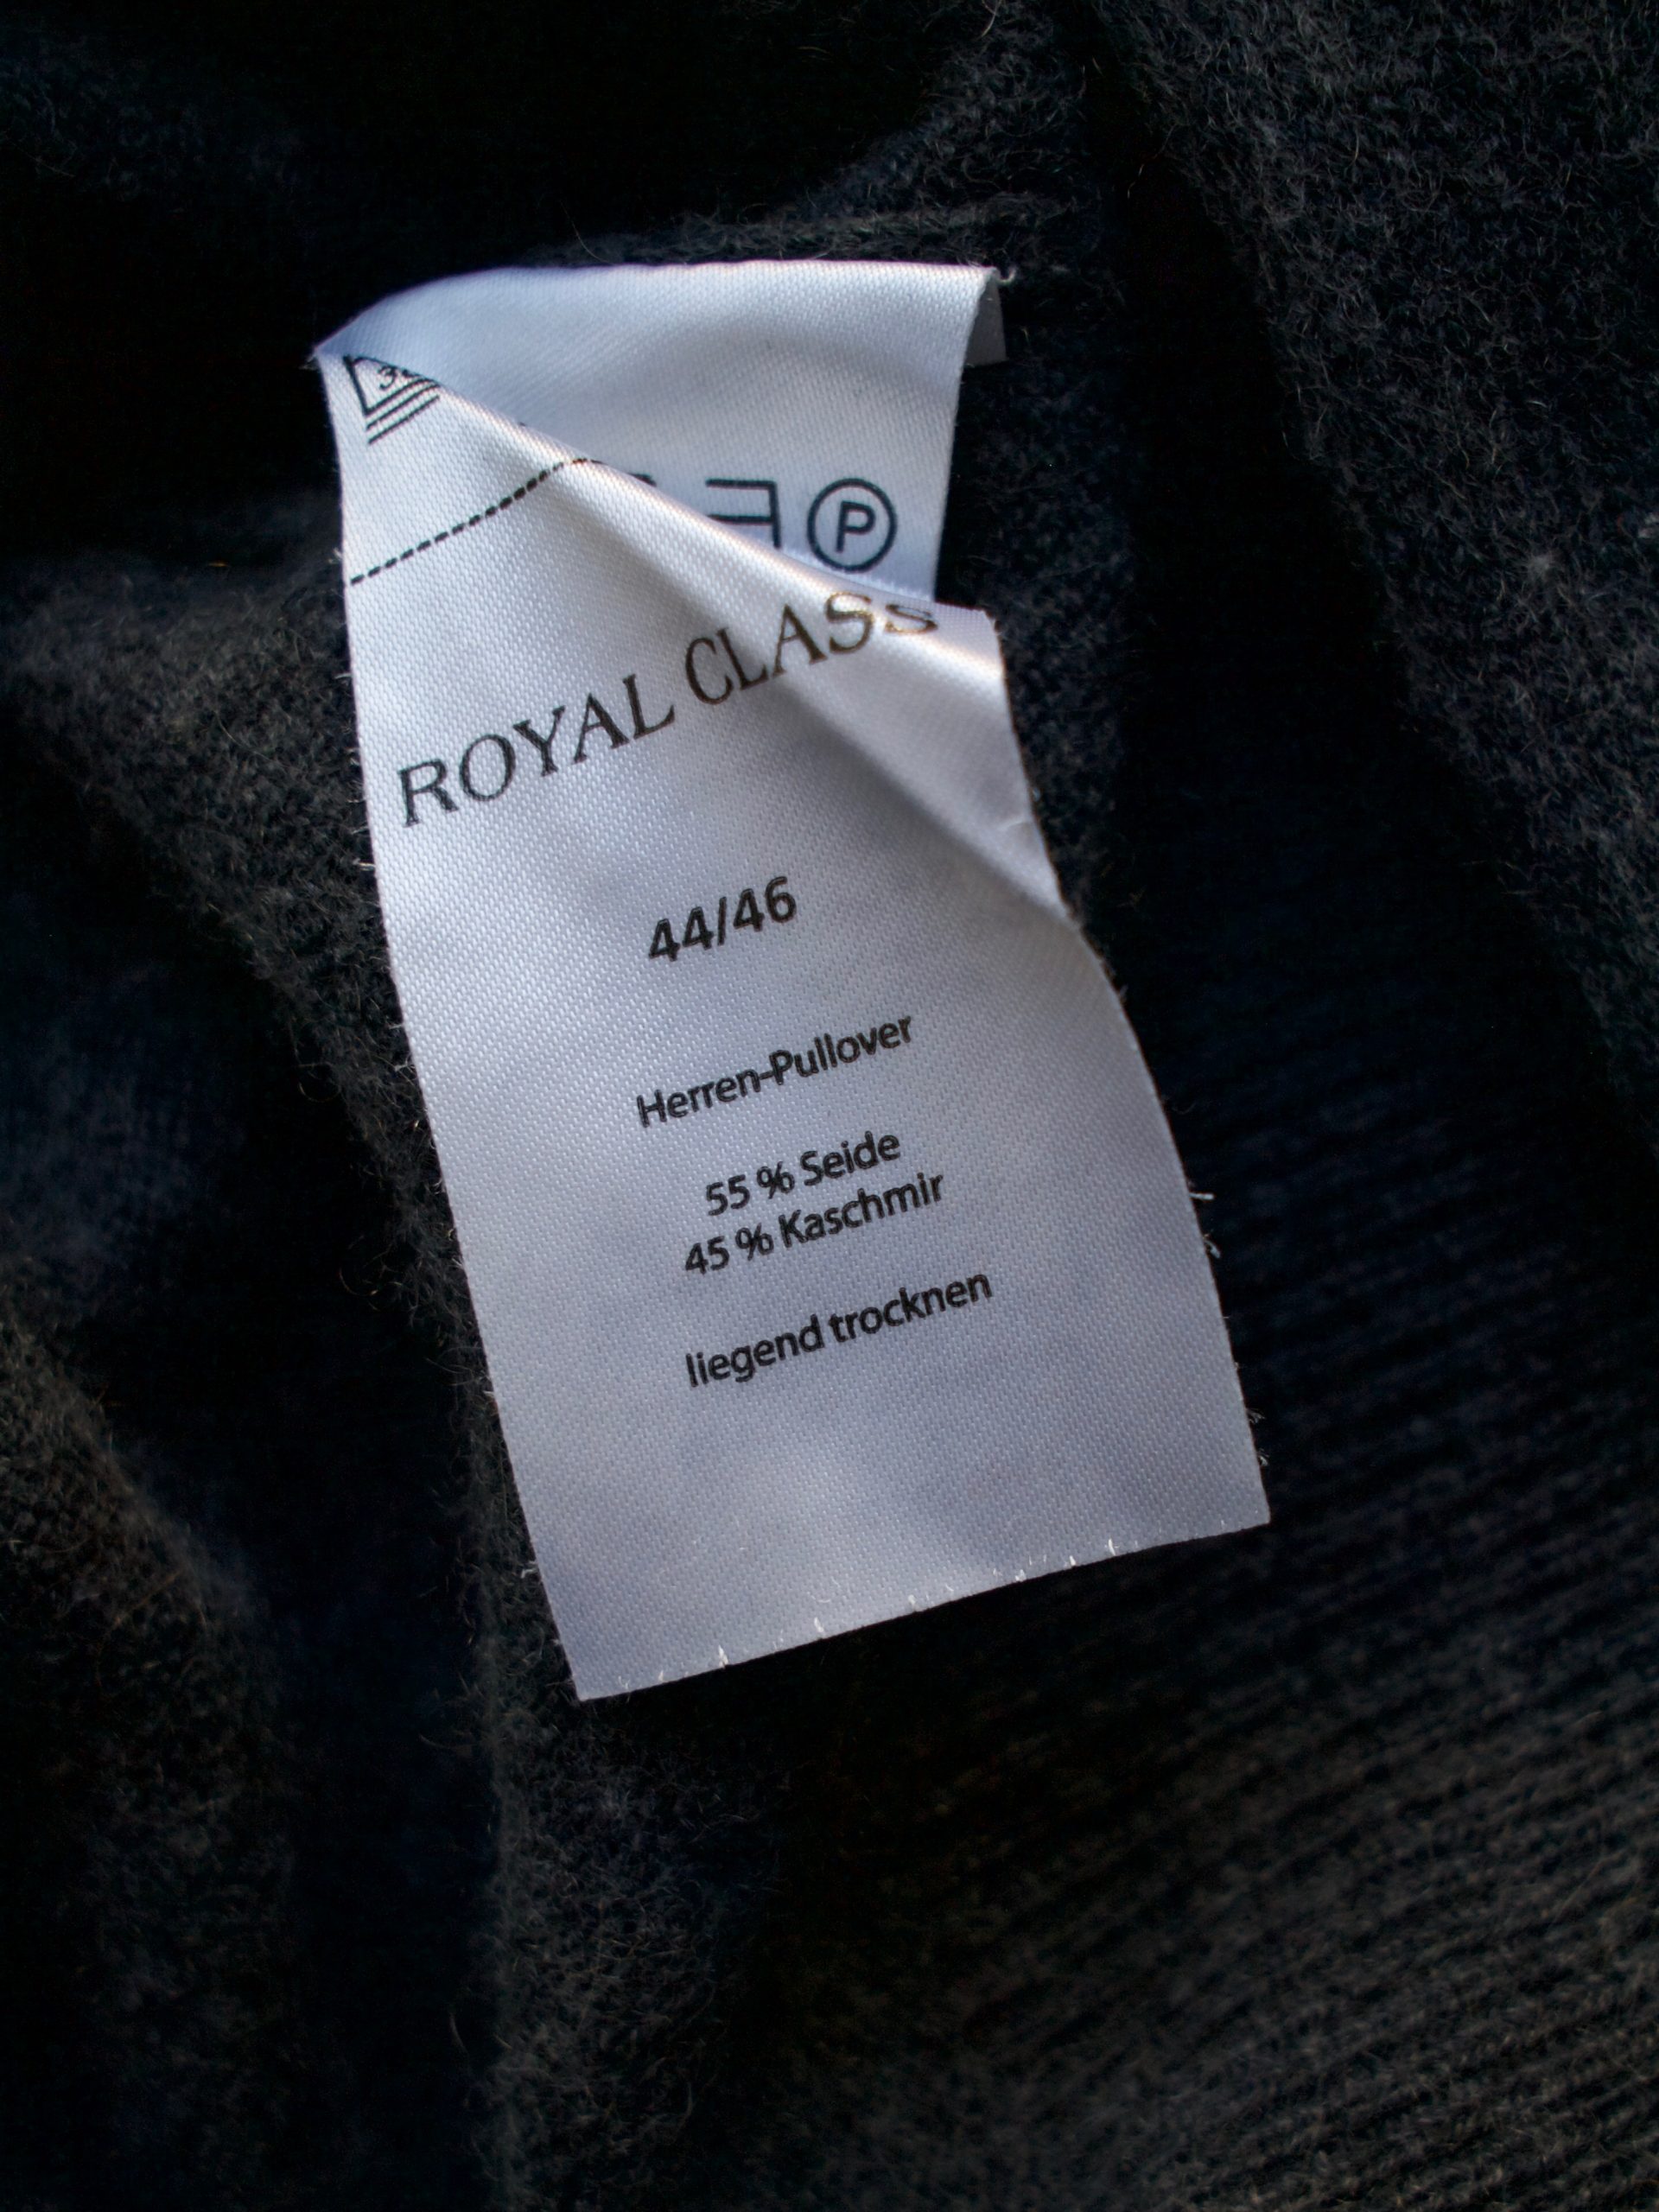 P
ROYAL CLASS
44/46
Herren-Pullover
55 % Seide
45 % Kaschmir
liegend trocknen